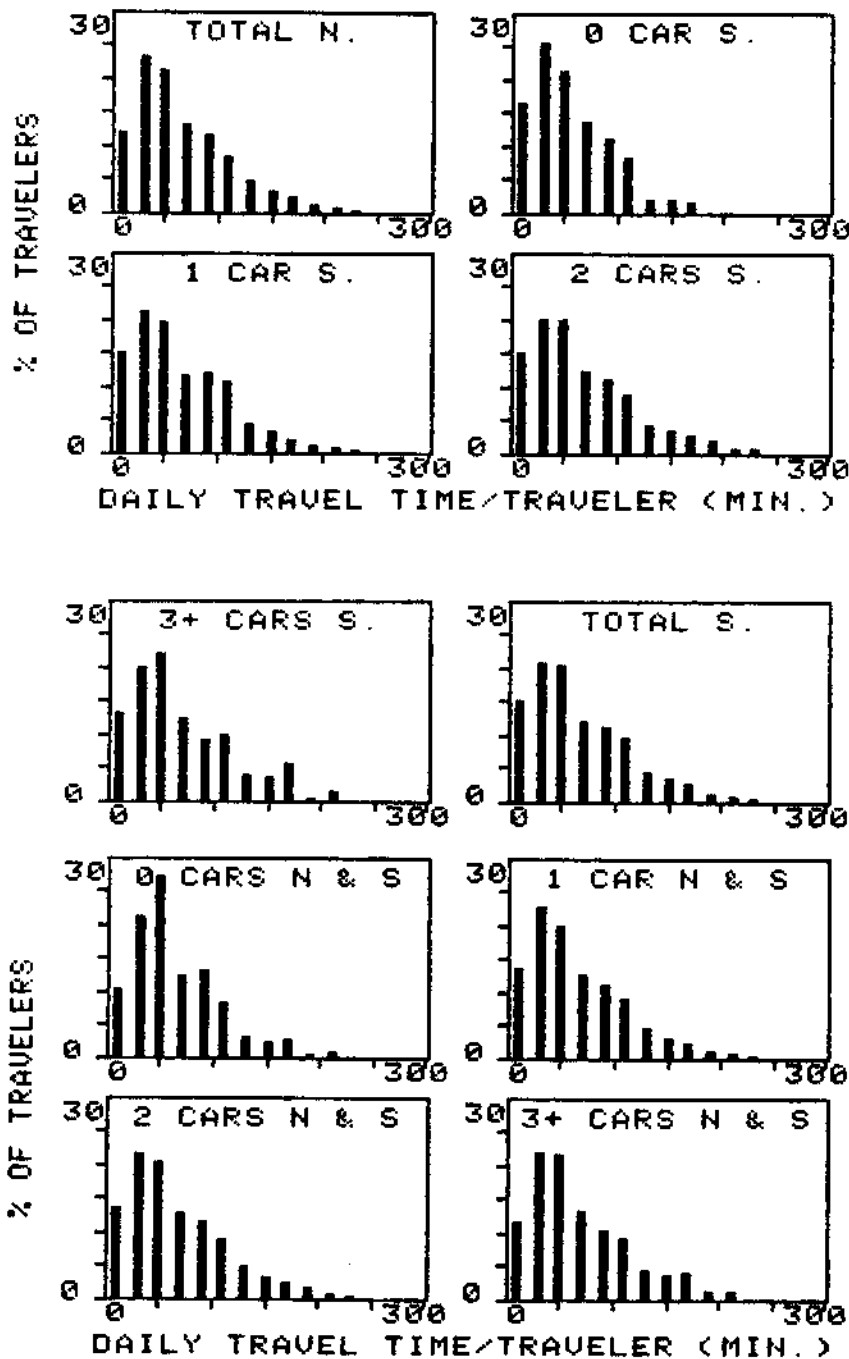 % OF TRAVELERS
30 TOTAL N.
0
0 300
30 0 CAR S.
0
0 300
30 1 CAR S.
0
0 300
30 2 CARS S.
0
0 300
DAILY TRAVEL TIME/TRAVELER (MIN.)
30 3+ CARS S.
0
0 300
30 TOTAL S.
0
0 300
% OF TRAVELERS
30 0 CARS N & S
0
0 300
30 1 CAR N & S
0
0 300
30 2 CARS N & S
0
0 300
30 3+ CARS N & S
0
0 300
DAILY TRAVEL TIME/TRAVELER (MIN.)